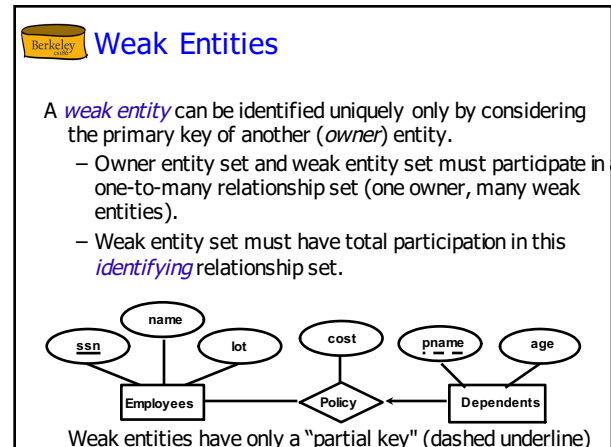 Berkeley
cs186
Weak Entities
A weak entity can be identified uniquely only by considering
the primary key of another (owner) entity.
– Owner entity set and weak entity set must participate in a
one-to-many relationship set (one owner, many weak
entities).
– Weak entity set must have total participation in this
identifying relationship set.
name
ssn
lot
cost
pname
age
Employees
Policy
Dependents
Weak entities have only a “partial key" (dashed underline)